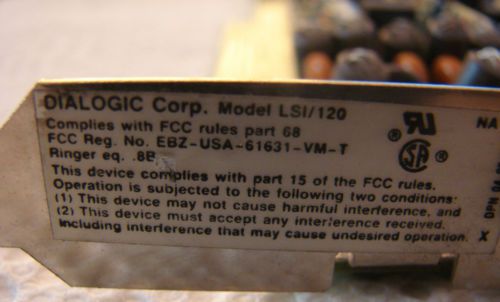 DIALOGIC Corp. Model LSI/120
Complies with FCC rules part 68
FCC Reg. No. EBZ-USA-61631-VM-T
Ringer eq. .8B
This device complies with part 15 of the FCC rules.
Operation is subjected to the following two conditions:
(1) This device may not cause harmful interference, and
(2) This device must accept any interference received.
including interference that may cause undesired operation.
SA
NA
X
DPN